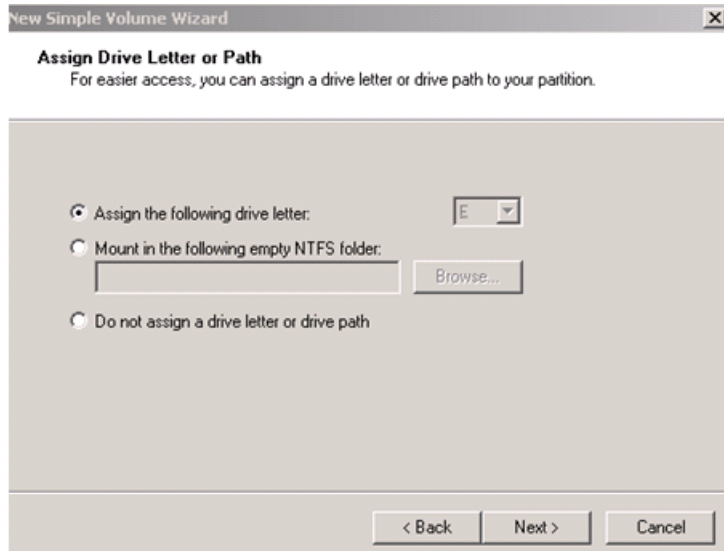 New Simple Volume Wizard
Assign Drive Letter or Path
For easier access, you can assign a drive letter or drive path to your partition.
Assign the following drive letter: E
Mount in the following empty NTFS folder:
Browse...
Do not assign a drive letter or drive path
< Back Next > Cancel